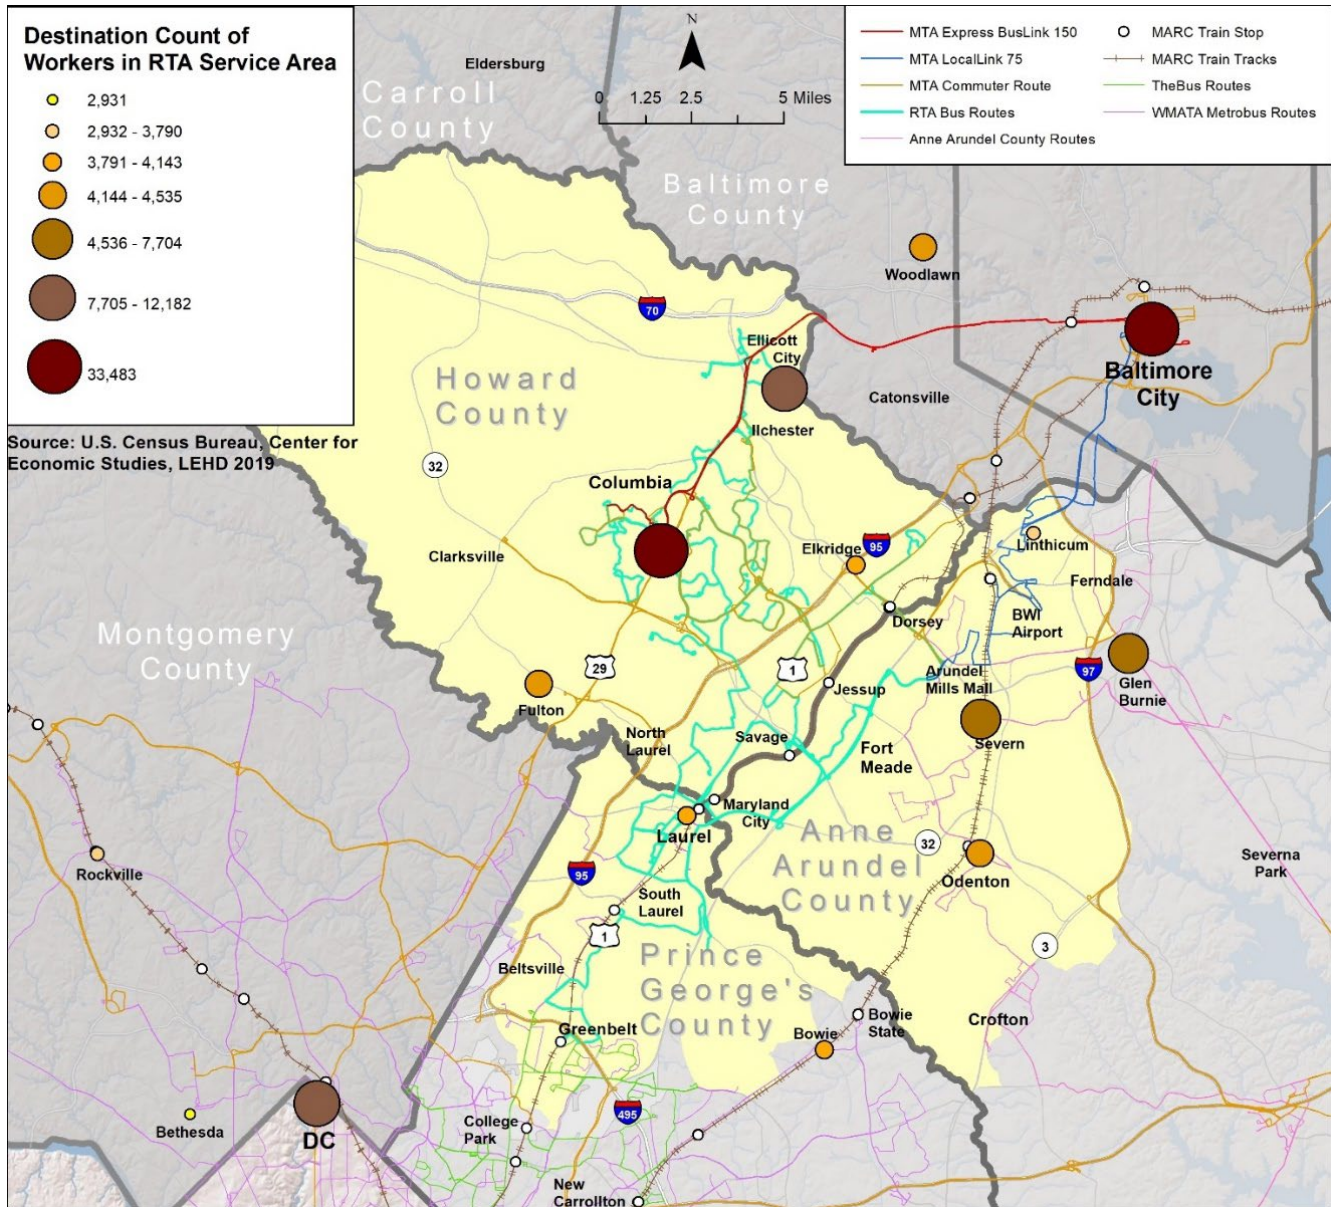 Destination Count of
Workers in RTA Service Area
2,931
2,932 - 3,790
3,791 - 4,143
4,144 - 4,535
4,536 - 7,704
7,705 - 12,182
33,483
Source: U.S. Census Bureau, Center for
Economic Studies, LEHD 2019
N
0 1.25 2.5 5 Miles
MTA Express BusLink 150
MTA LocalLink 75
MTA Commuter Route
RTA Bus Routes
Anne Arundel County Routes
MARC Train Stop
MARC Train Tracks
TheBus Routes
WMATA Metrobus Routes
Eldersburg
Carroll
County
Baltimore
County
Woodlawn
70
Ellicott
City
Baltimore
City
Howard
County
Catonsville
Ilchester
32
Columbia
Clarksville
Elkridge
95
Linthicum
Ferndale
Dorsey
BWI
Airport
Montgomery
County
29
1
Jessup
Arundel
Mills Mall
97
Glen
Burnie
Fulton
North
Laurel
Savage
Fort
Meade
Severn
Maryland
City
Laurel
Anne
Arundel
County
32
Odenton
Severna
Park
Rockville
95
South
Laurel
1
3
Beltsville
Prince
George's
County
Greenbelt
Bowie
Bowie
State
Crofton
Bethesda
DC
College
Park
495
New
Carrollton